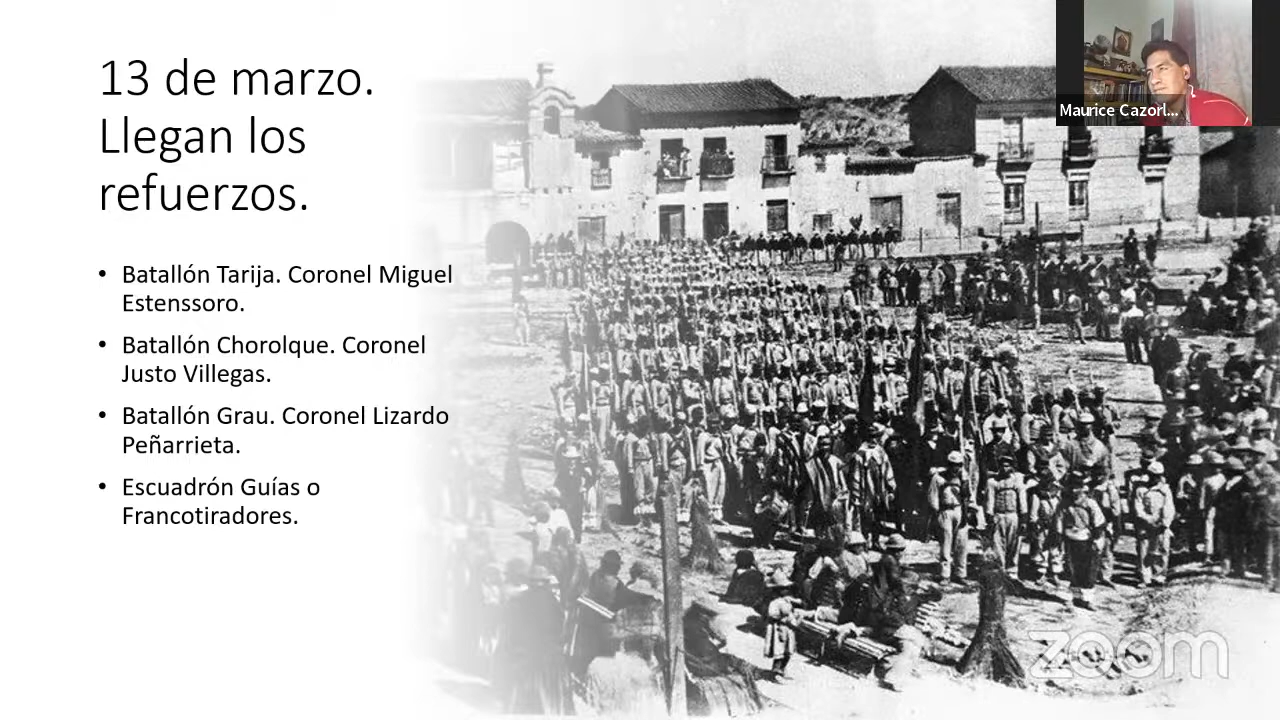 13 de marzo.
Llegan los
refuerzos.
• Batallón Tarija. Coronel Miguel
Estenssoro.
• Batallón Chorolque. Coronel
Justo Villegas.
• Batallón Grau. Coronel Lizardo
Peñarrieta.
• Escuadrón Guías o
Francotiradores.
Maurice Cazorl...
zoom